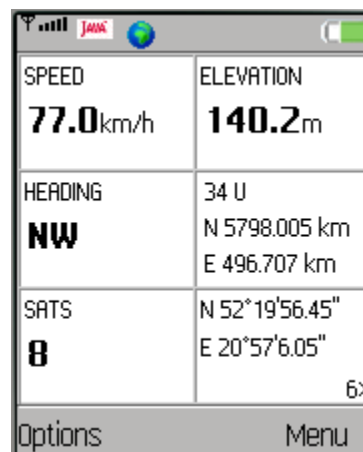 JAVA
SPEED
77.0km/h
ELEVATION
140.2m
HEADING
NW
34 U
N 5798.005 km
E 496.707 km
SATS
8
N 52°19'56.45"
E 20°57'6.05"
6x
Options
Menu